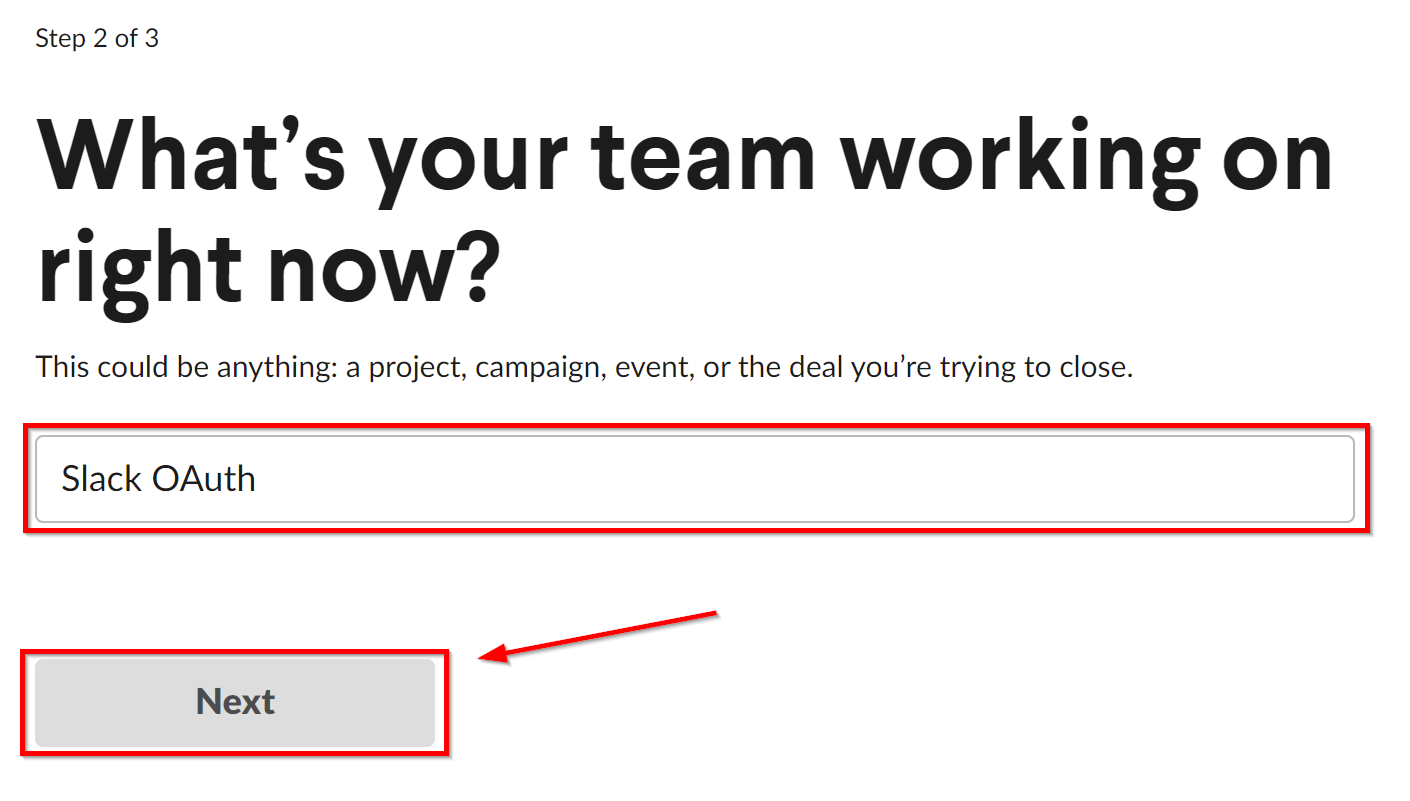 Step 2 of 3
What’s your team working on
right now?
This could be anything: a project, campaign, event, or the deal you’re trying to close.
Slack OAuth
Next